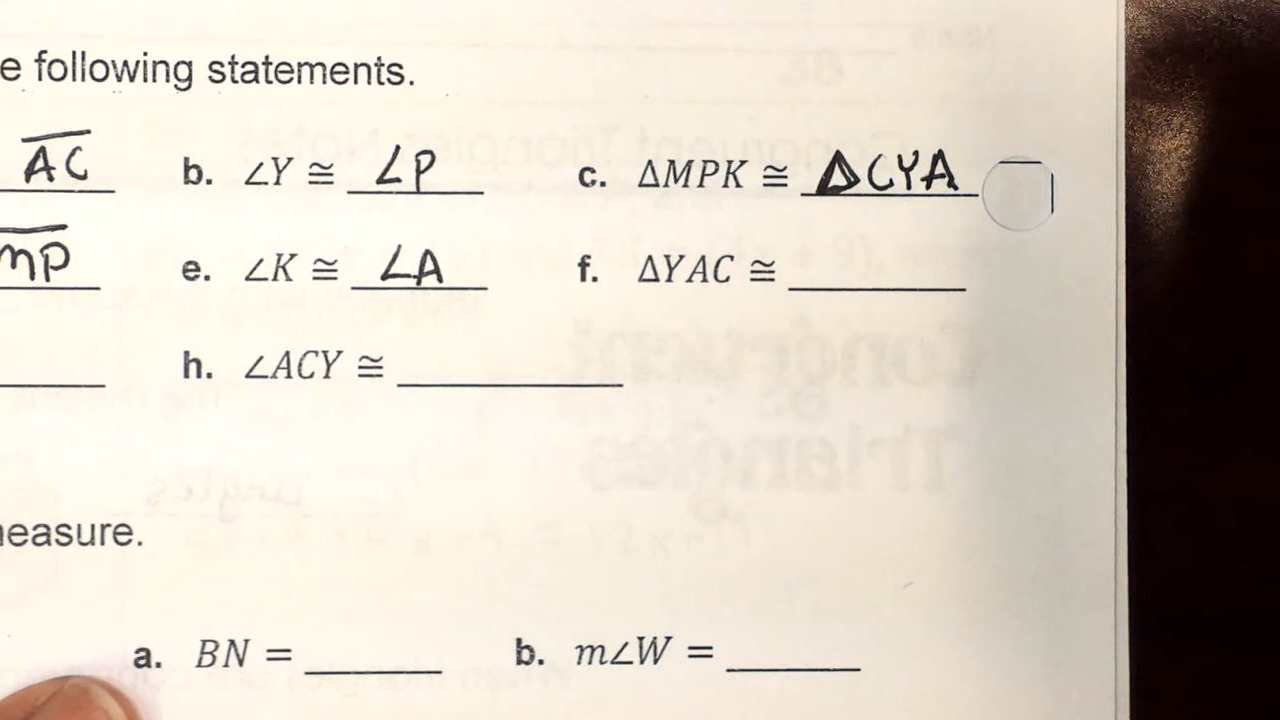 e following statements.
AC b. ∠Y ≅ ∠P c. ΔMPK ≅ ΔCYA
MP e. ∠K ≅ ∠A f. ΔYAC ≅
h. ∠ACY ≅
easure.
a. BN = b. m∠W =